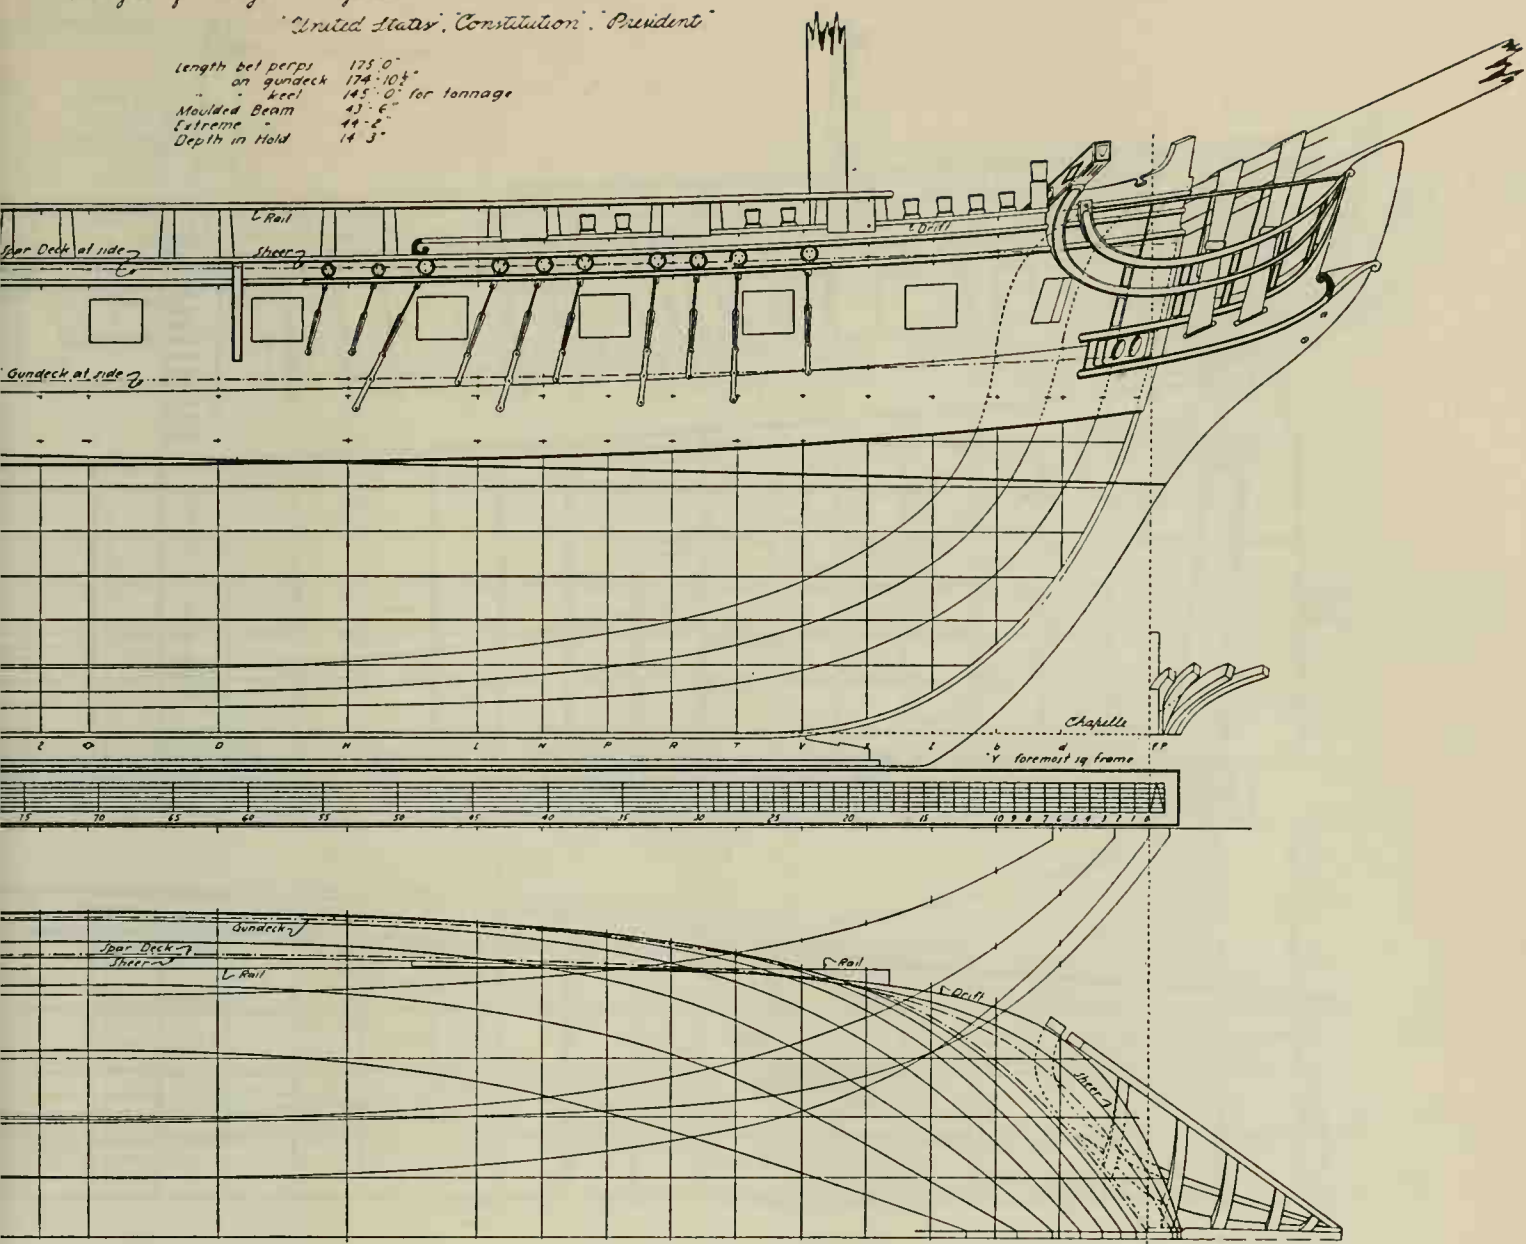 "United States", "Constitution", "President"
Length bet perps 175'0"
" on gundeck 174'-10½"
" " keel 145'-0" for tonnage
Moulded Beam 43'-6"
Extreme " 44'-2"
Depth in Hold 14'3"
Rail
Spar Deck at side
Sheer
Drift
Gundeck at side
Chapelle
D H L N P R T V X Z b d F.P.
"Y" foremost sq frame
75 70 65 60 55 50 45 40 35 30 25 20 15 10 9 8 7 6 5 4 3 2 1 0
Gundeck
Spar Deck
Sheer
Rail
Rail
Drift
Sheer